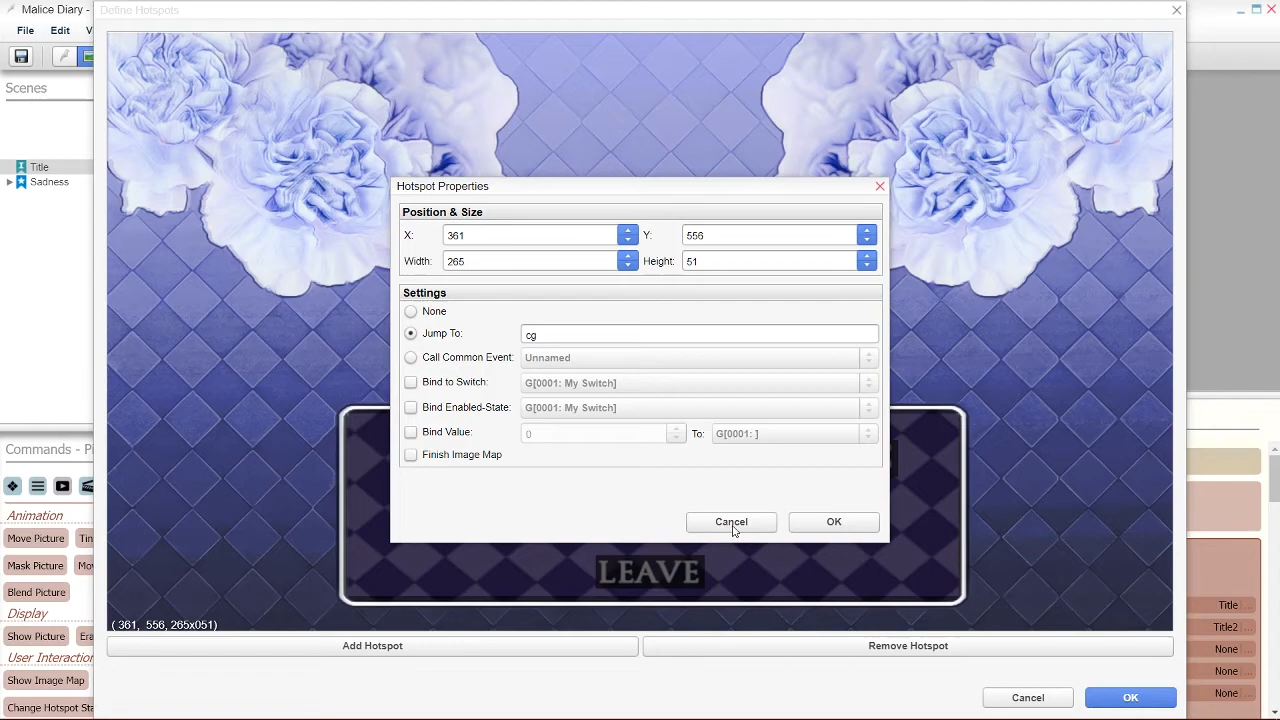 Malice Diary -
Define Hotspots
File Edit V
Scenes
Title
Sadness
Hotspot Properties
Position & Size
X: 361 Y: 556
Width: 265 Height: 51
Settings
None
Jump To: cg
Call Common Event: Unnamed
Bind to Switch: G[0001: My Switch]
Bind Enabled-State: G[0001: My Switch]
Bind Value: 0 To: G[0001: ]
Finish Image Map
Cancel OK
LEAVE
( 361, 556, 265x051)
Add Hotspot Remove Hotspot
Cancel OK
Commands - Pi
Animation
Move Picture Tin
Mask Picture Mov
Blend Picture
Display
Show Picture Era
User Interaction
Show Image Map
Change Hotspot Sta
Title ...
Title2 ...
None ...
None ...
None ...